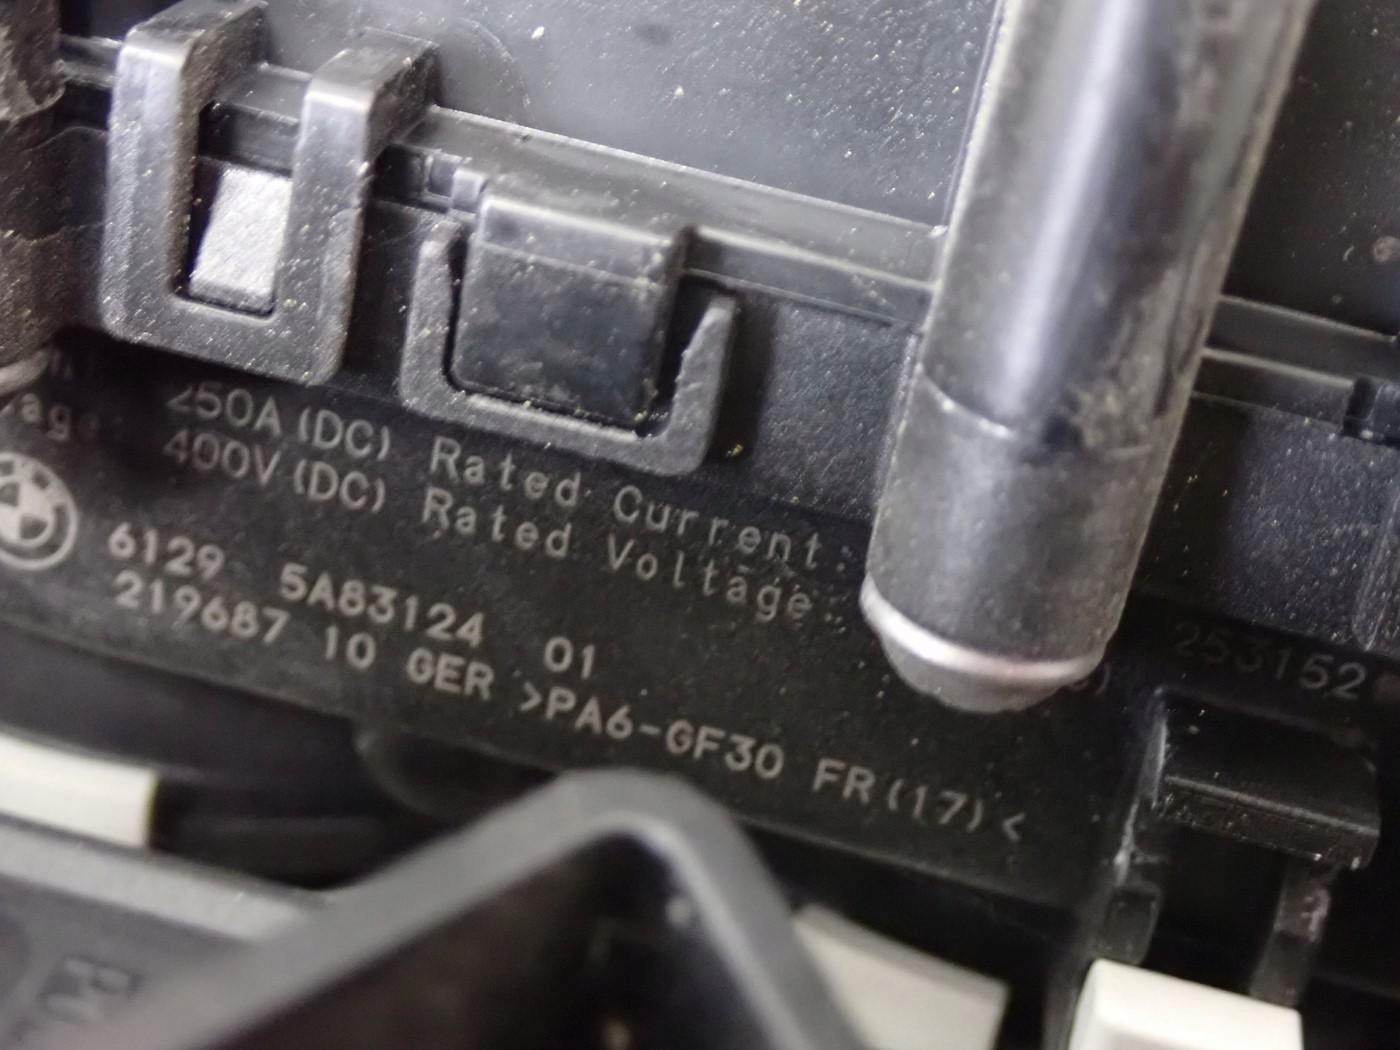 250A (DC) Rated Current:
400V (DC) Rated Voltage:
6129 5A83124 01
219687 10 GER >PA6-GF30 FR(17)<
253152